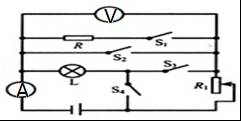 V
R S₁
S₂
L S₃
A S₄ R₁